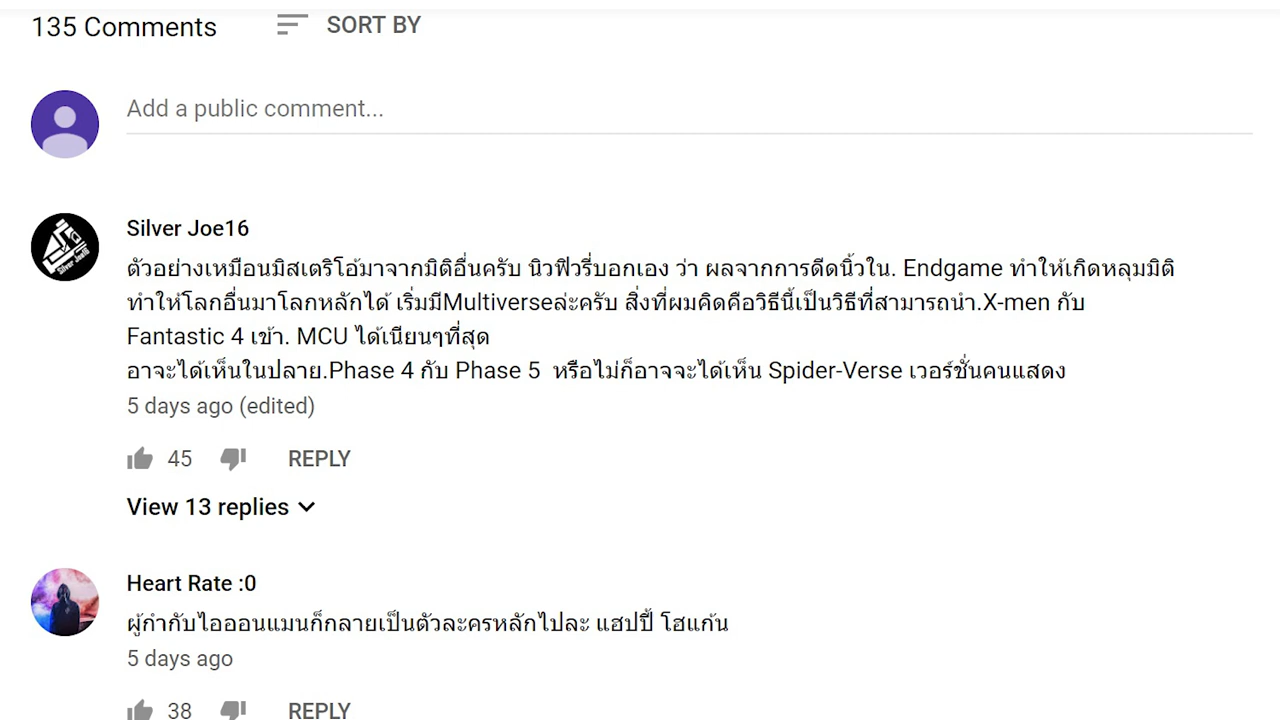 135 Comments
SORT BY
Add a public comment...
Silver Joe16
ตัวอย่างเหมือนมิสเตริโอ้มาจากมิติอื่นครับ นิวฟิวรี่บอกเอง ว่า ผลจากการดีดนิ้วใน. Endgame ทำให้เกิดหลุมมิติ
ทำให้โลกอื่นมาโลกหลักได้ เริ่มมีMultiverseล่ะครับ สิ่งที่ผมคิดคือวิธีนี้เป็นวิธีที่สามารถนำ.X-men กับ
Fantastic 4 เข้า. MCU ได้เนียนๆที่สุด
อาจะได้เห็นในปลาย.Phase 4 กับ Phase 5 หรือไม่ก็อาจจะได้เห็น Spider-Verse เวอร์ชั่นคนแสดง
5 days ago (edited)
45 REPLY
View 13 replies
Heart Rate :0
ผู้กำกับไอออนแมนก็กลายเป็นตัวละครหลักไปละ แฮปปี้ โฮแก้น
5 days ago
38 REPLY